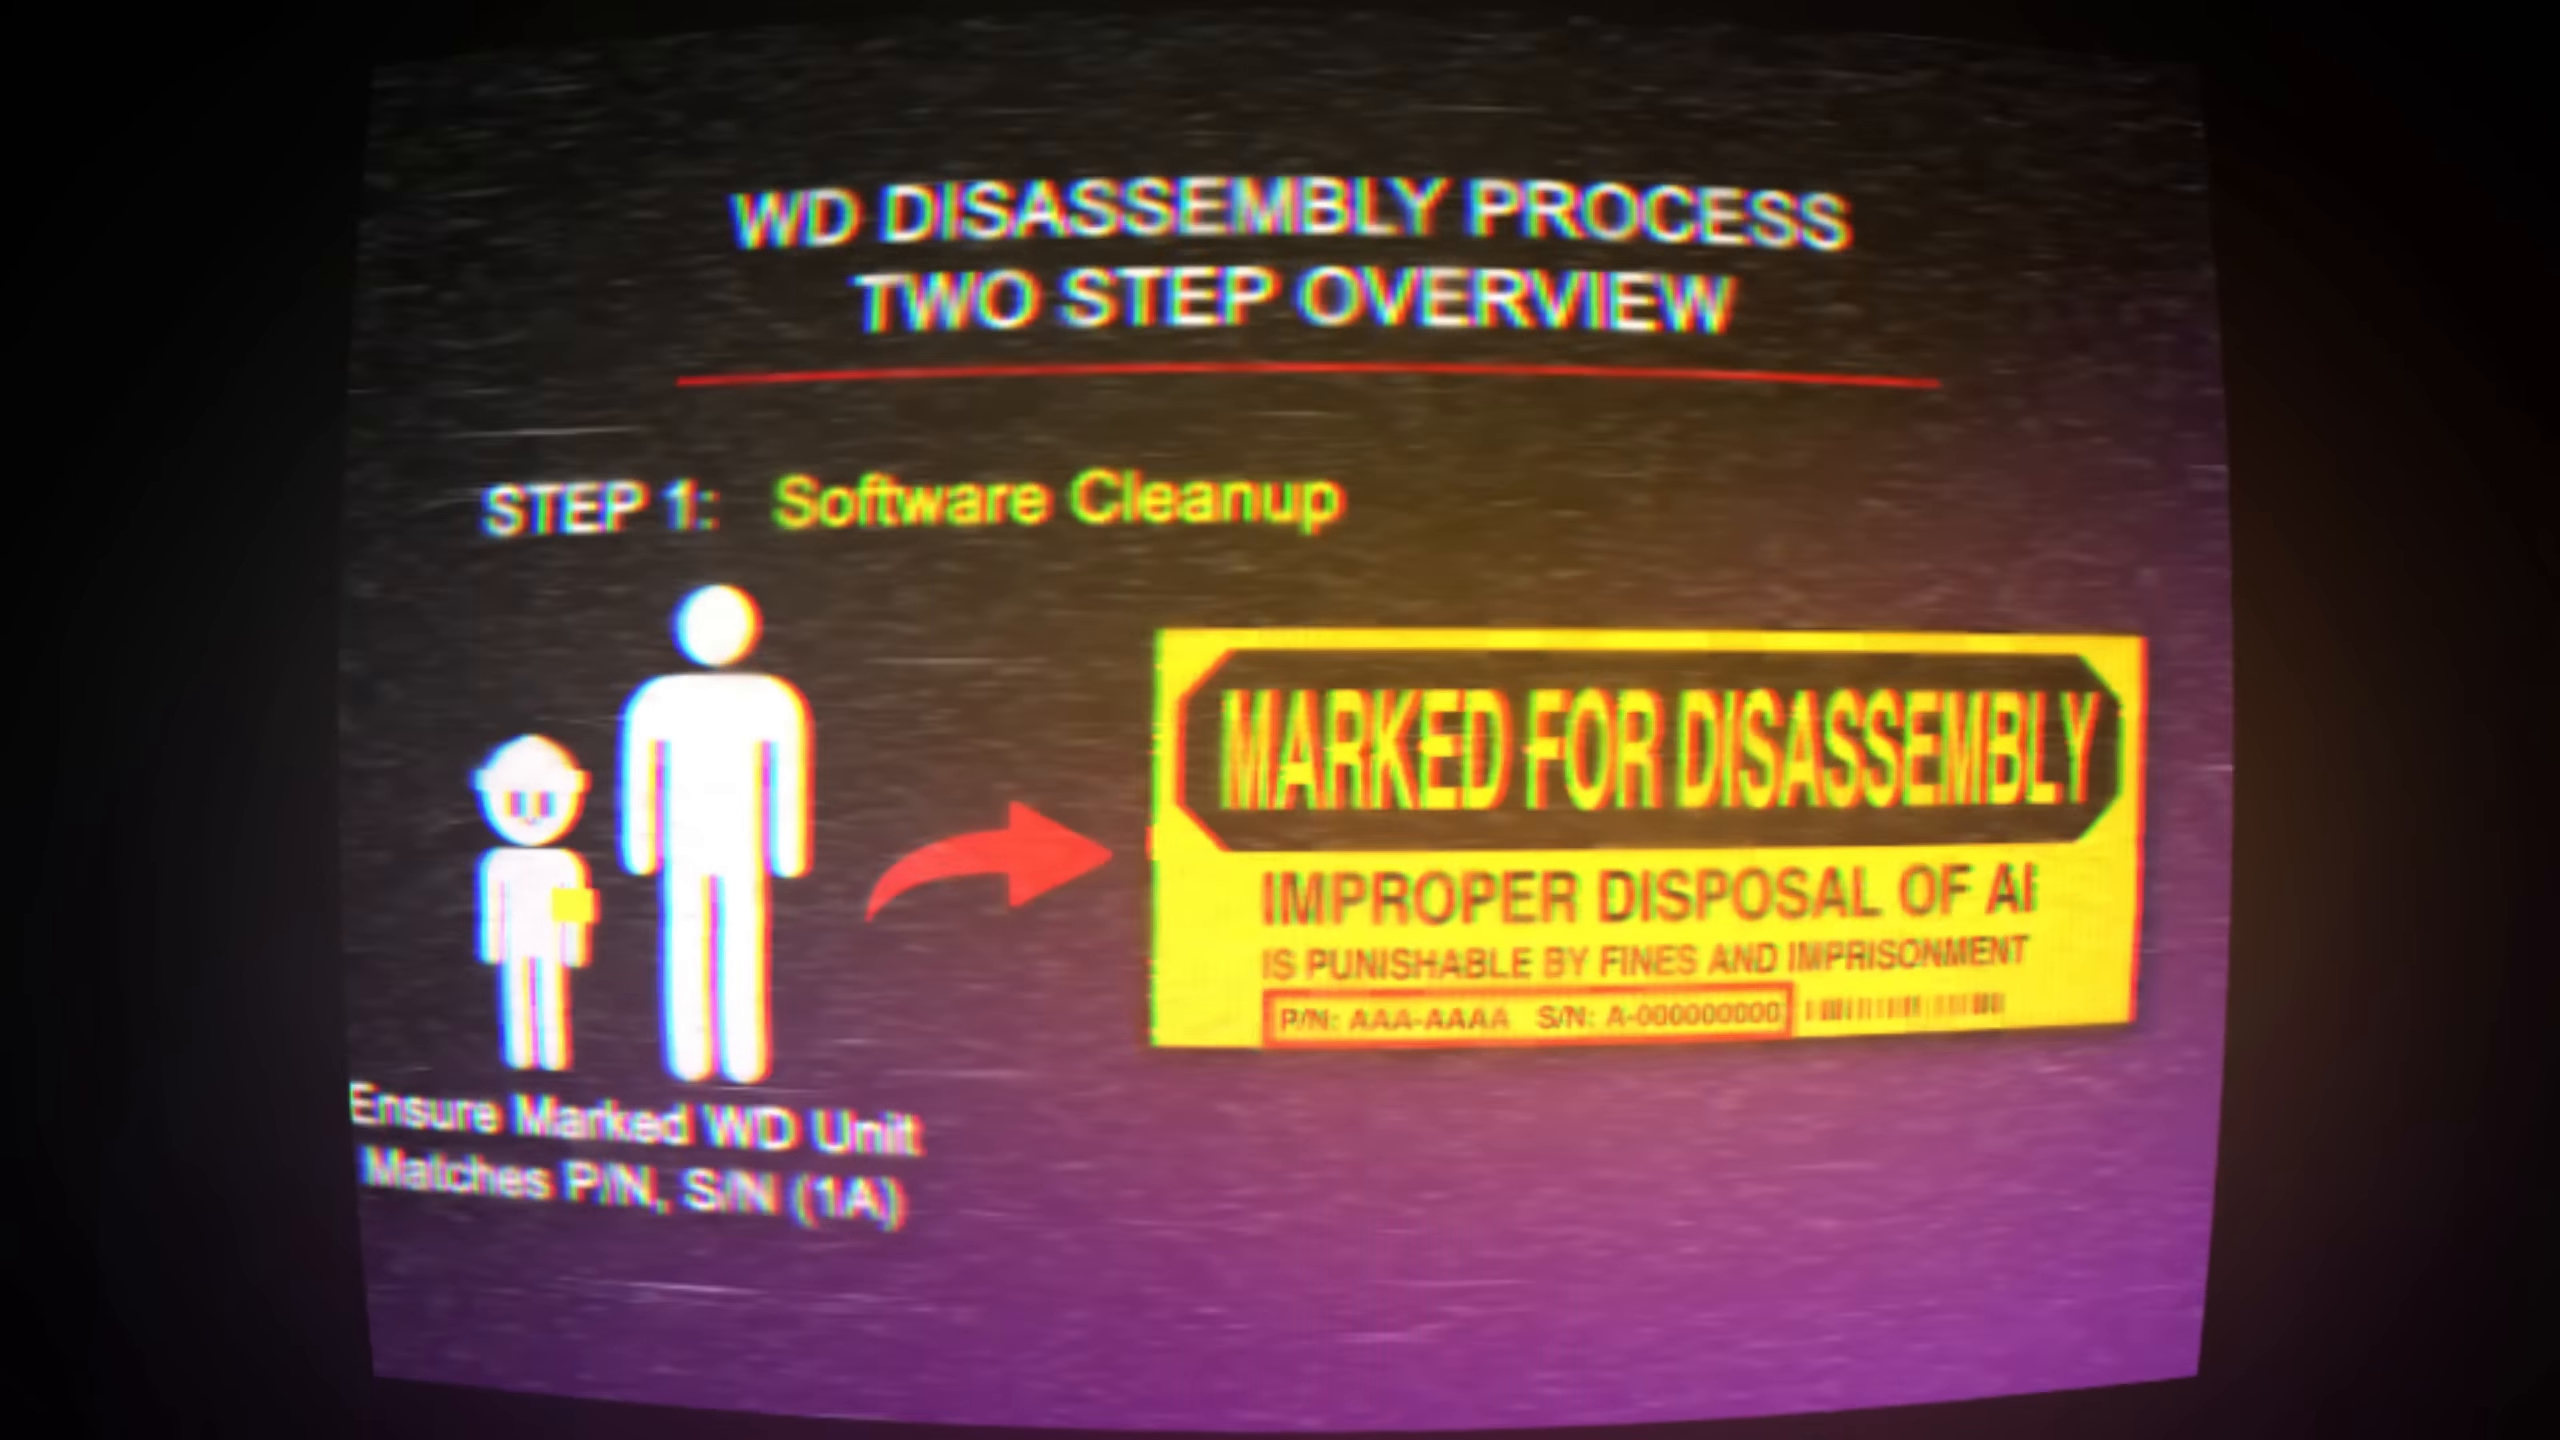 WD DISASSEMBLY PROCESS
TWO STEP OVERVIEW
STEP 1: Software Cleanup
MARKED FOR DISASSEMBLY
IMPROPER DISPOSAL OF AI
IS PUNISHABLE BY FINES AND IMPRISONMENT
P/N: AAA-AAAA S/N: A-000000000
Ensure Marked WD Unit
Matches P/N, S/N (1A)